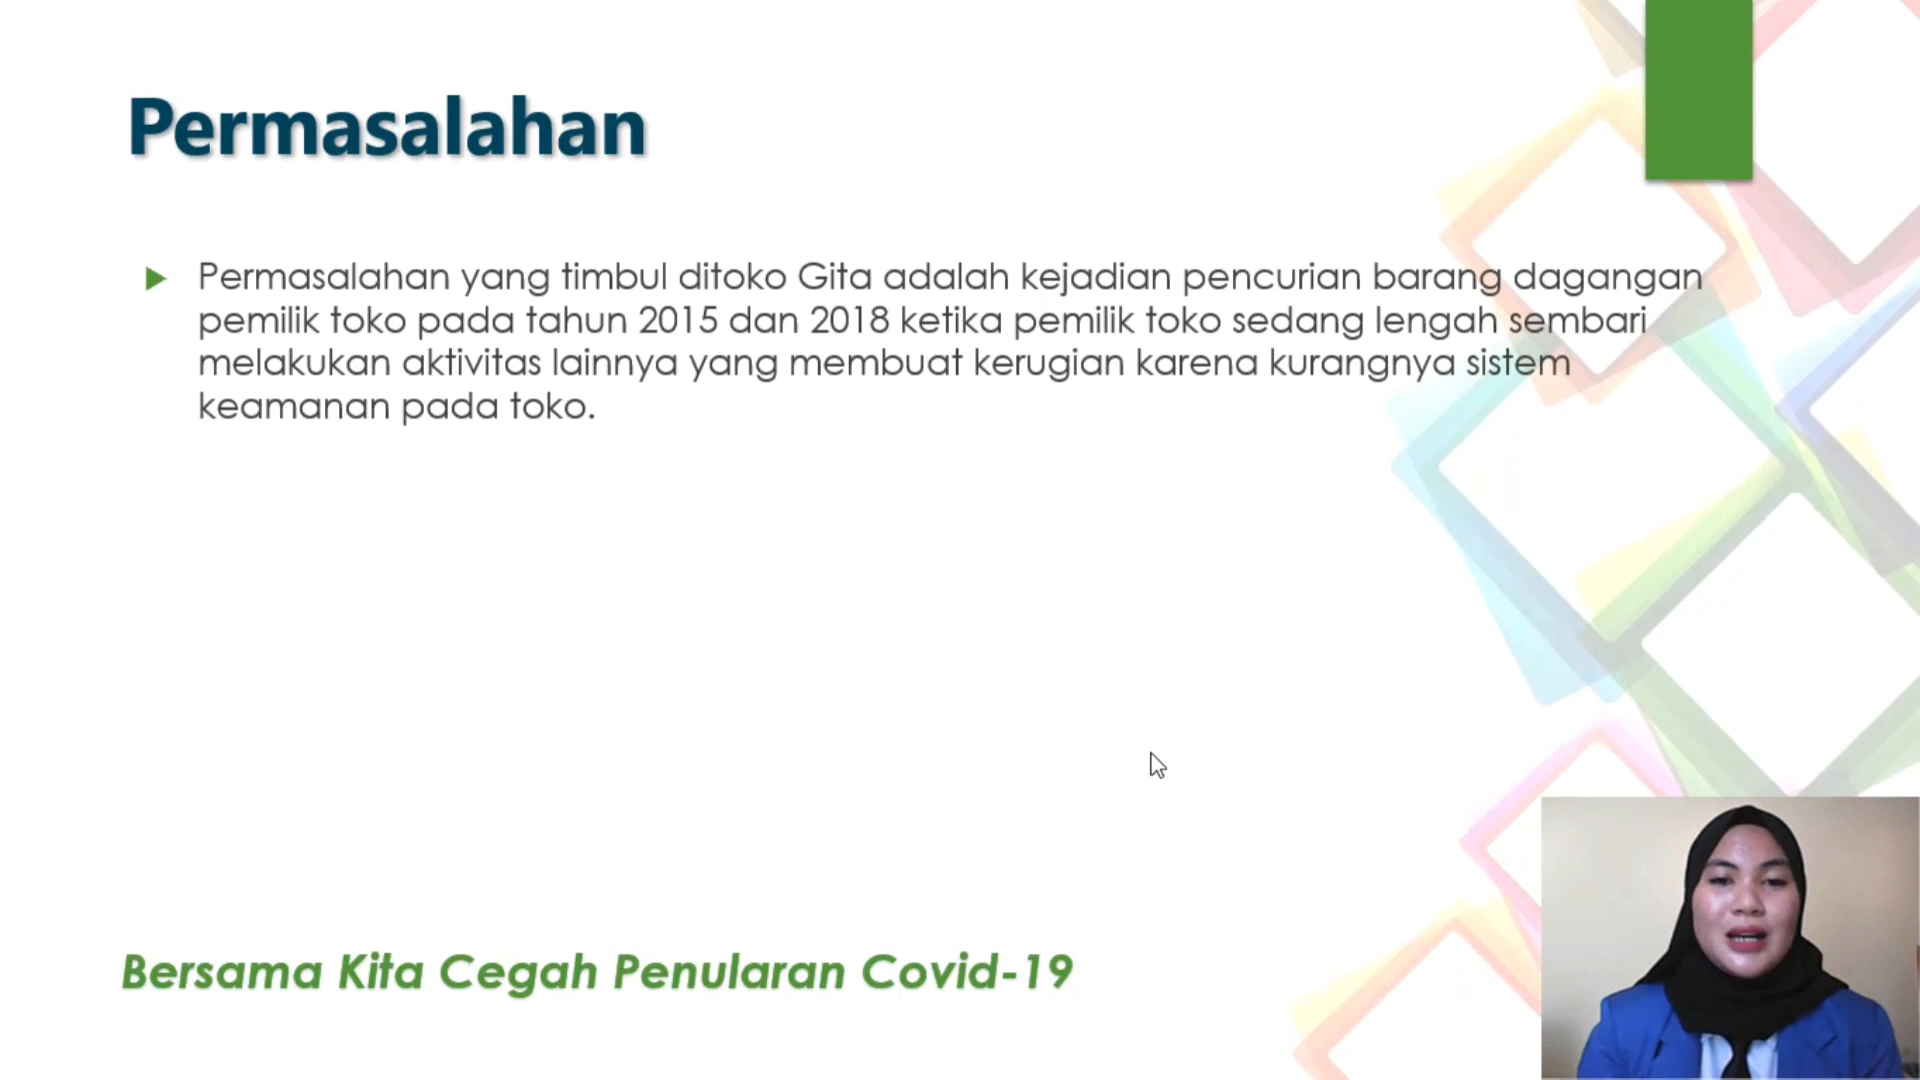 Permasalahan
Permasalahan yang timbul ditoko Gita adalah kejadian pencurian barang dagangan
pemilik toko pada tahun 2015 dan 2018 ketika pemilik toko sedang lengah sembari
melakukan aktivitas lainnya yang membuat kerugian karena kurangnya sistem
keamanan pada toko.
Bersama Kita Cegah Penularan Covid-19